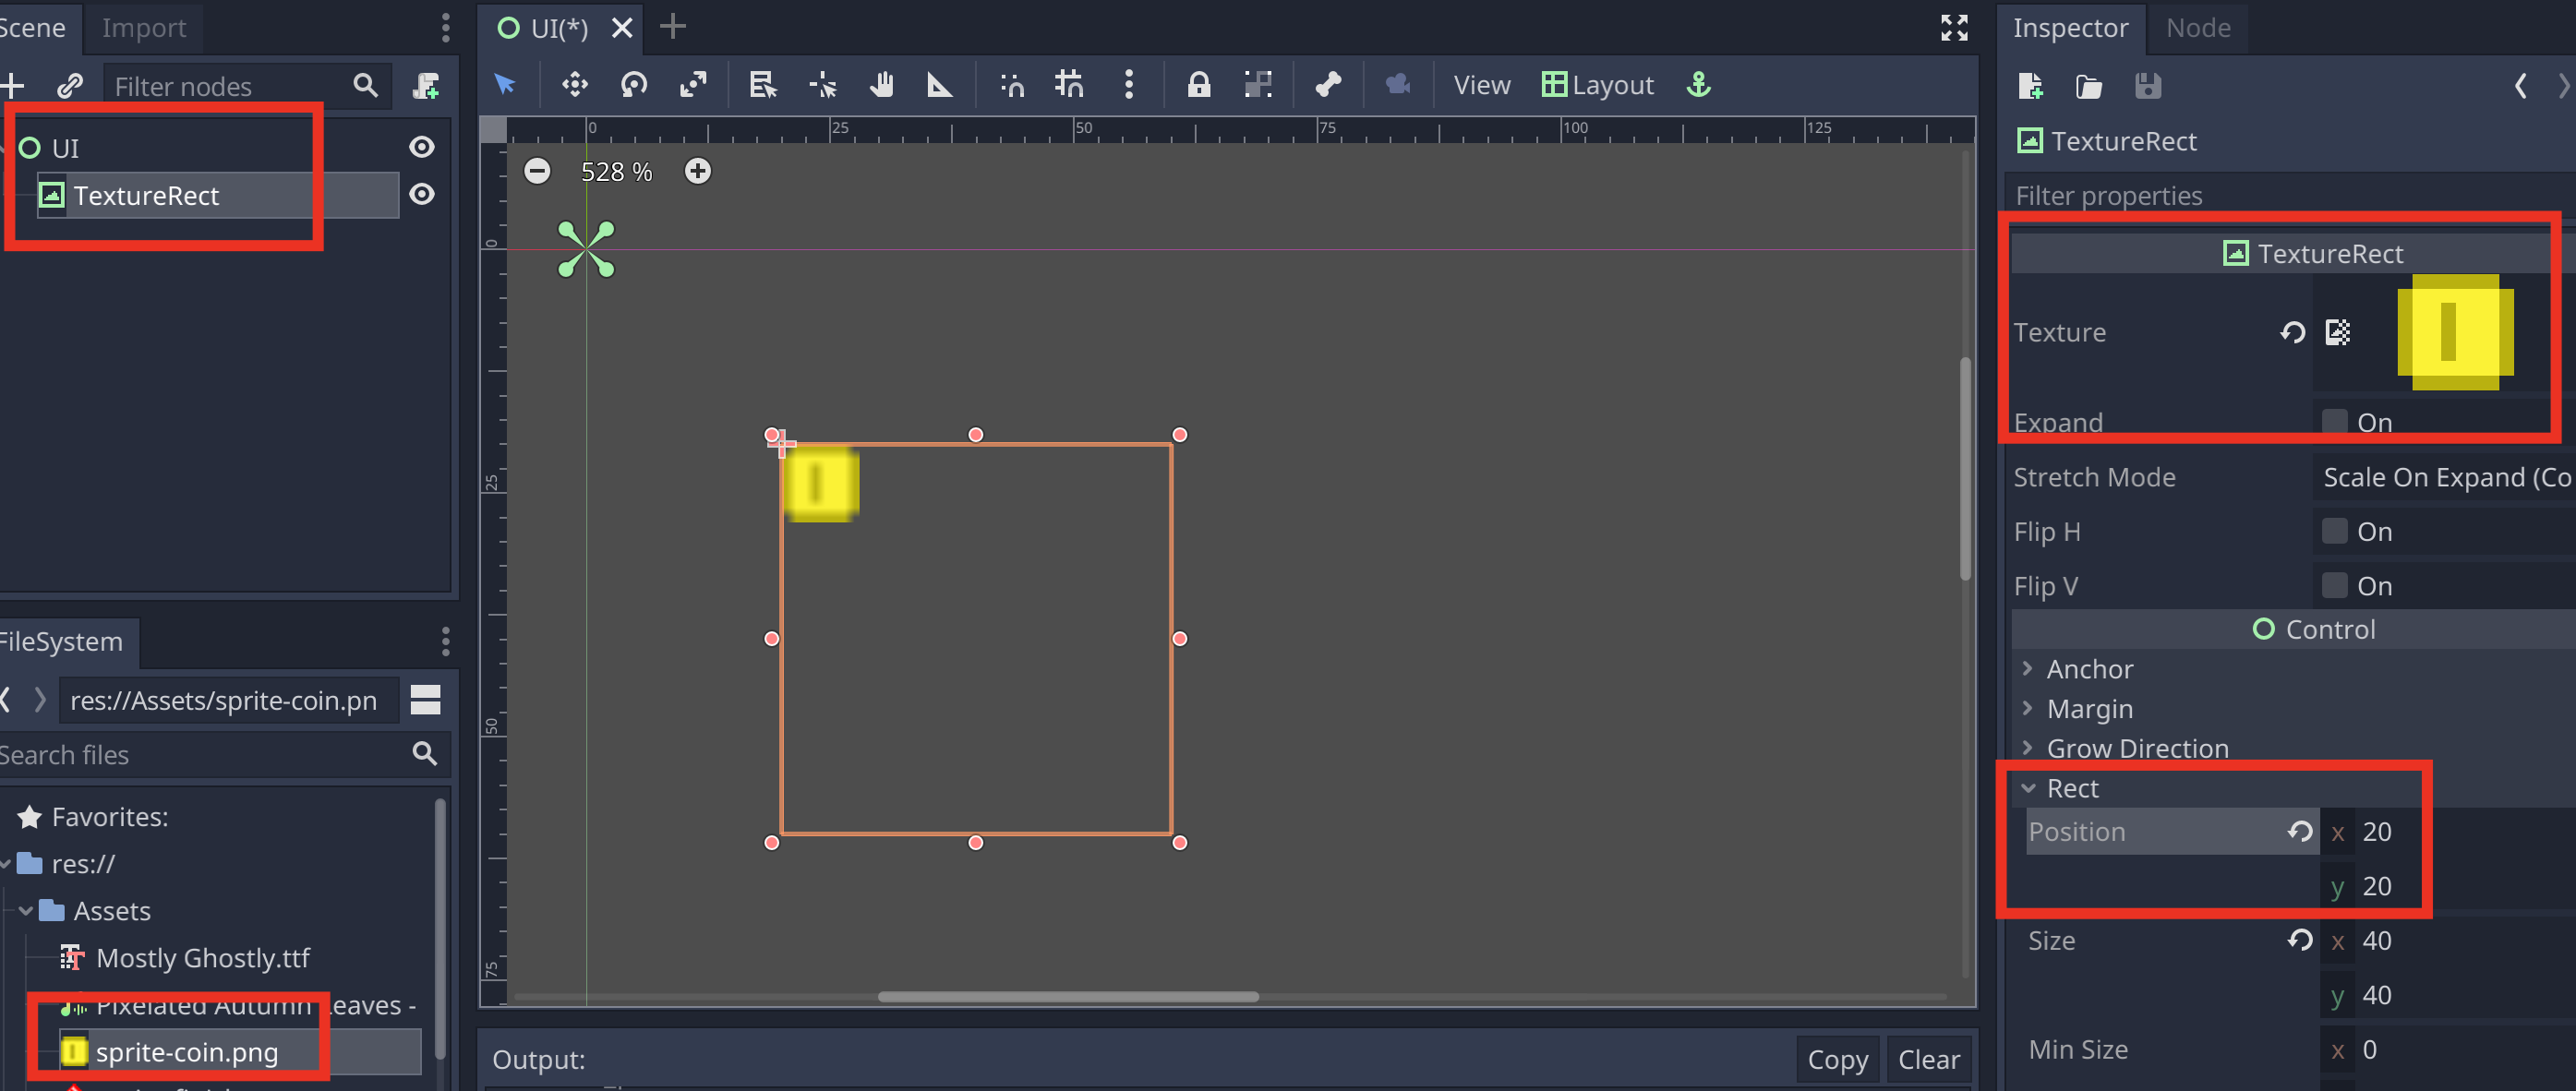 Scene Import
Filter nodes
UI
TextureRect
FileSystem
res://Assets/sprite-coin.pn
Search files
Favorites:
res://
Assets
Mostly Ghostly.ttf
Pixelated Autumn Leaves -
sprite-coin.png
UI(*)
View Layout
0 25 50 75 100 125
528 %
0
25
50
75
Output: Copy Clear
Inspector Node
TextureRect
Filter properties
TextureRect
Texture
Expand On
Stretch Mode Scale On Expand (Co
Flip H On
Flip V On
Control
Anchor
Margin
Grow Direction
Rect
Position x 20
y 20
Size x 40
y 40
Min Size x 0